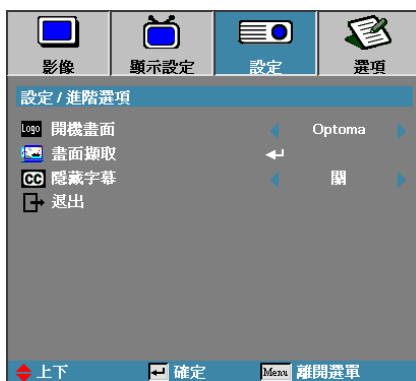 影像 顯示設定 設定 選項
設定 / 進階選項
Logo 開機畫面 Optoma
畫面擷取
CC 隱藏字幕 關
退出
上下 確定 Menu 離開選單